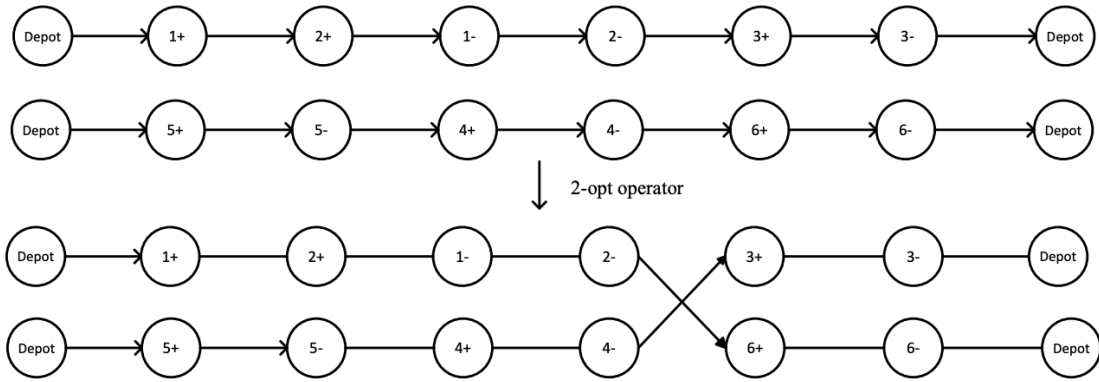 Depot 1+ 2+ 1- 2- 3+ 3- Depot
Depot 5+ 5- 4+ 4- 6+ 6- Depot
2-opt operator
Depot 1+ 2+ 1- 2- 3+ 3- Depot
Depot 5+ 5- 4+ 4- 6+ 6- Depot